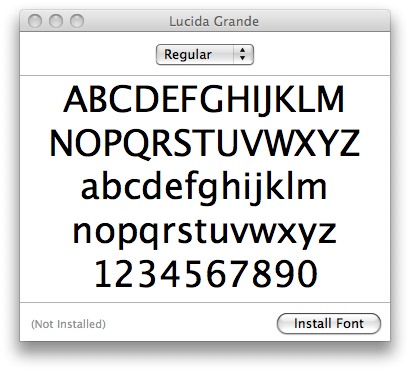 Lucida Grande
Regular
ABCDEFGHIJKLM
NOPQRSTUVWXYZ
abcdefghijklm
nopqrstuvwxyz
1234567890
(Not Installed)
Install Font